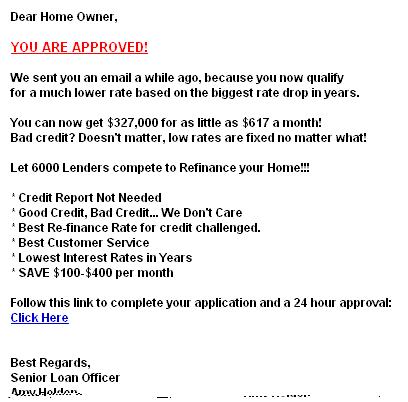 Dear Home Owner,
YOU ARE APPROVED!
We sent you an email a while ago, because you now qualify
for a much lower rate based on the biggest rate drop in years.
You can now get $327,000 for as little as $617 a month!
Bad credit? Doesn't matter, low rates are fixed no matter what!
Let 6000 Lenders compete to Refinance your Home!!!
* Credit Report Not Needed
* Good Credit, Bad Credit... We Don't Care
* Best Re-finance Rate for credit challenged.
* Best Customer Service
* Lowest Interest Rates in Years
* SAVE $100-$400 per month
Follow this link to complete your application and a 24 hour approval:
Click Here
Best Regards,
Senior Loan Officer
Amy